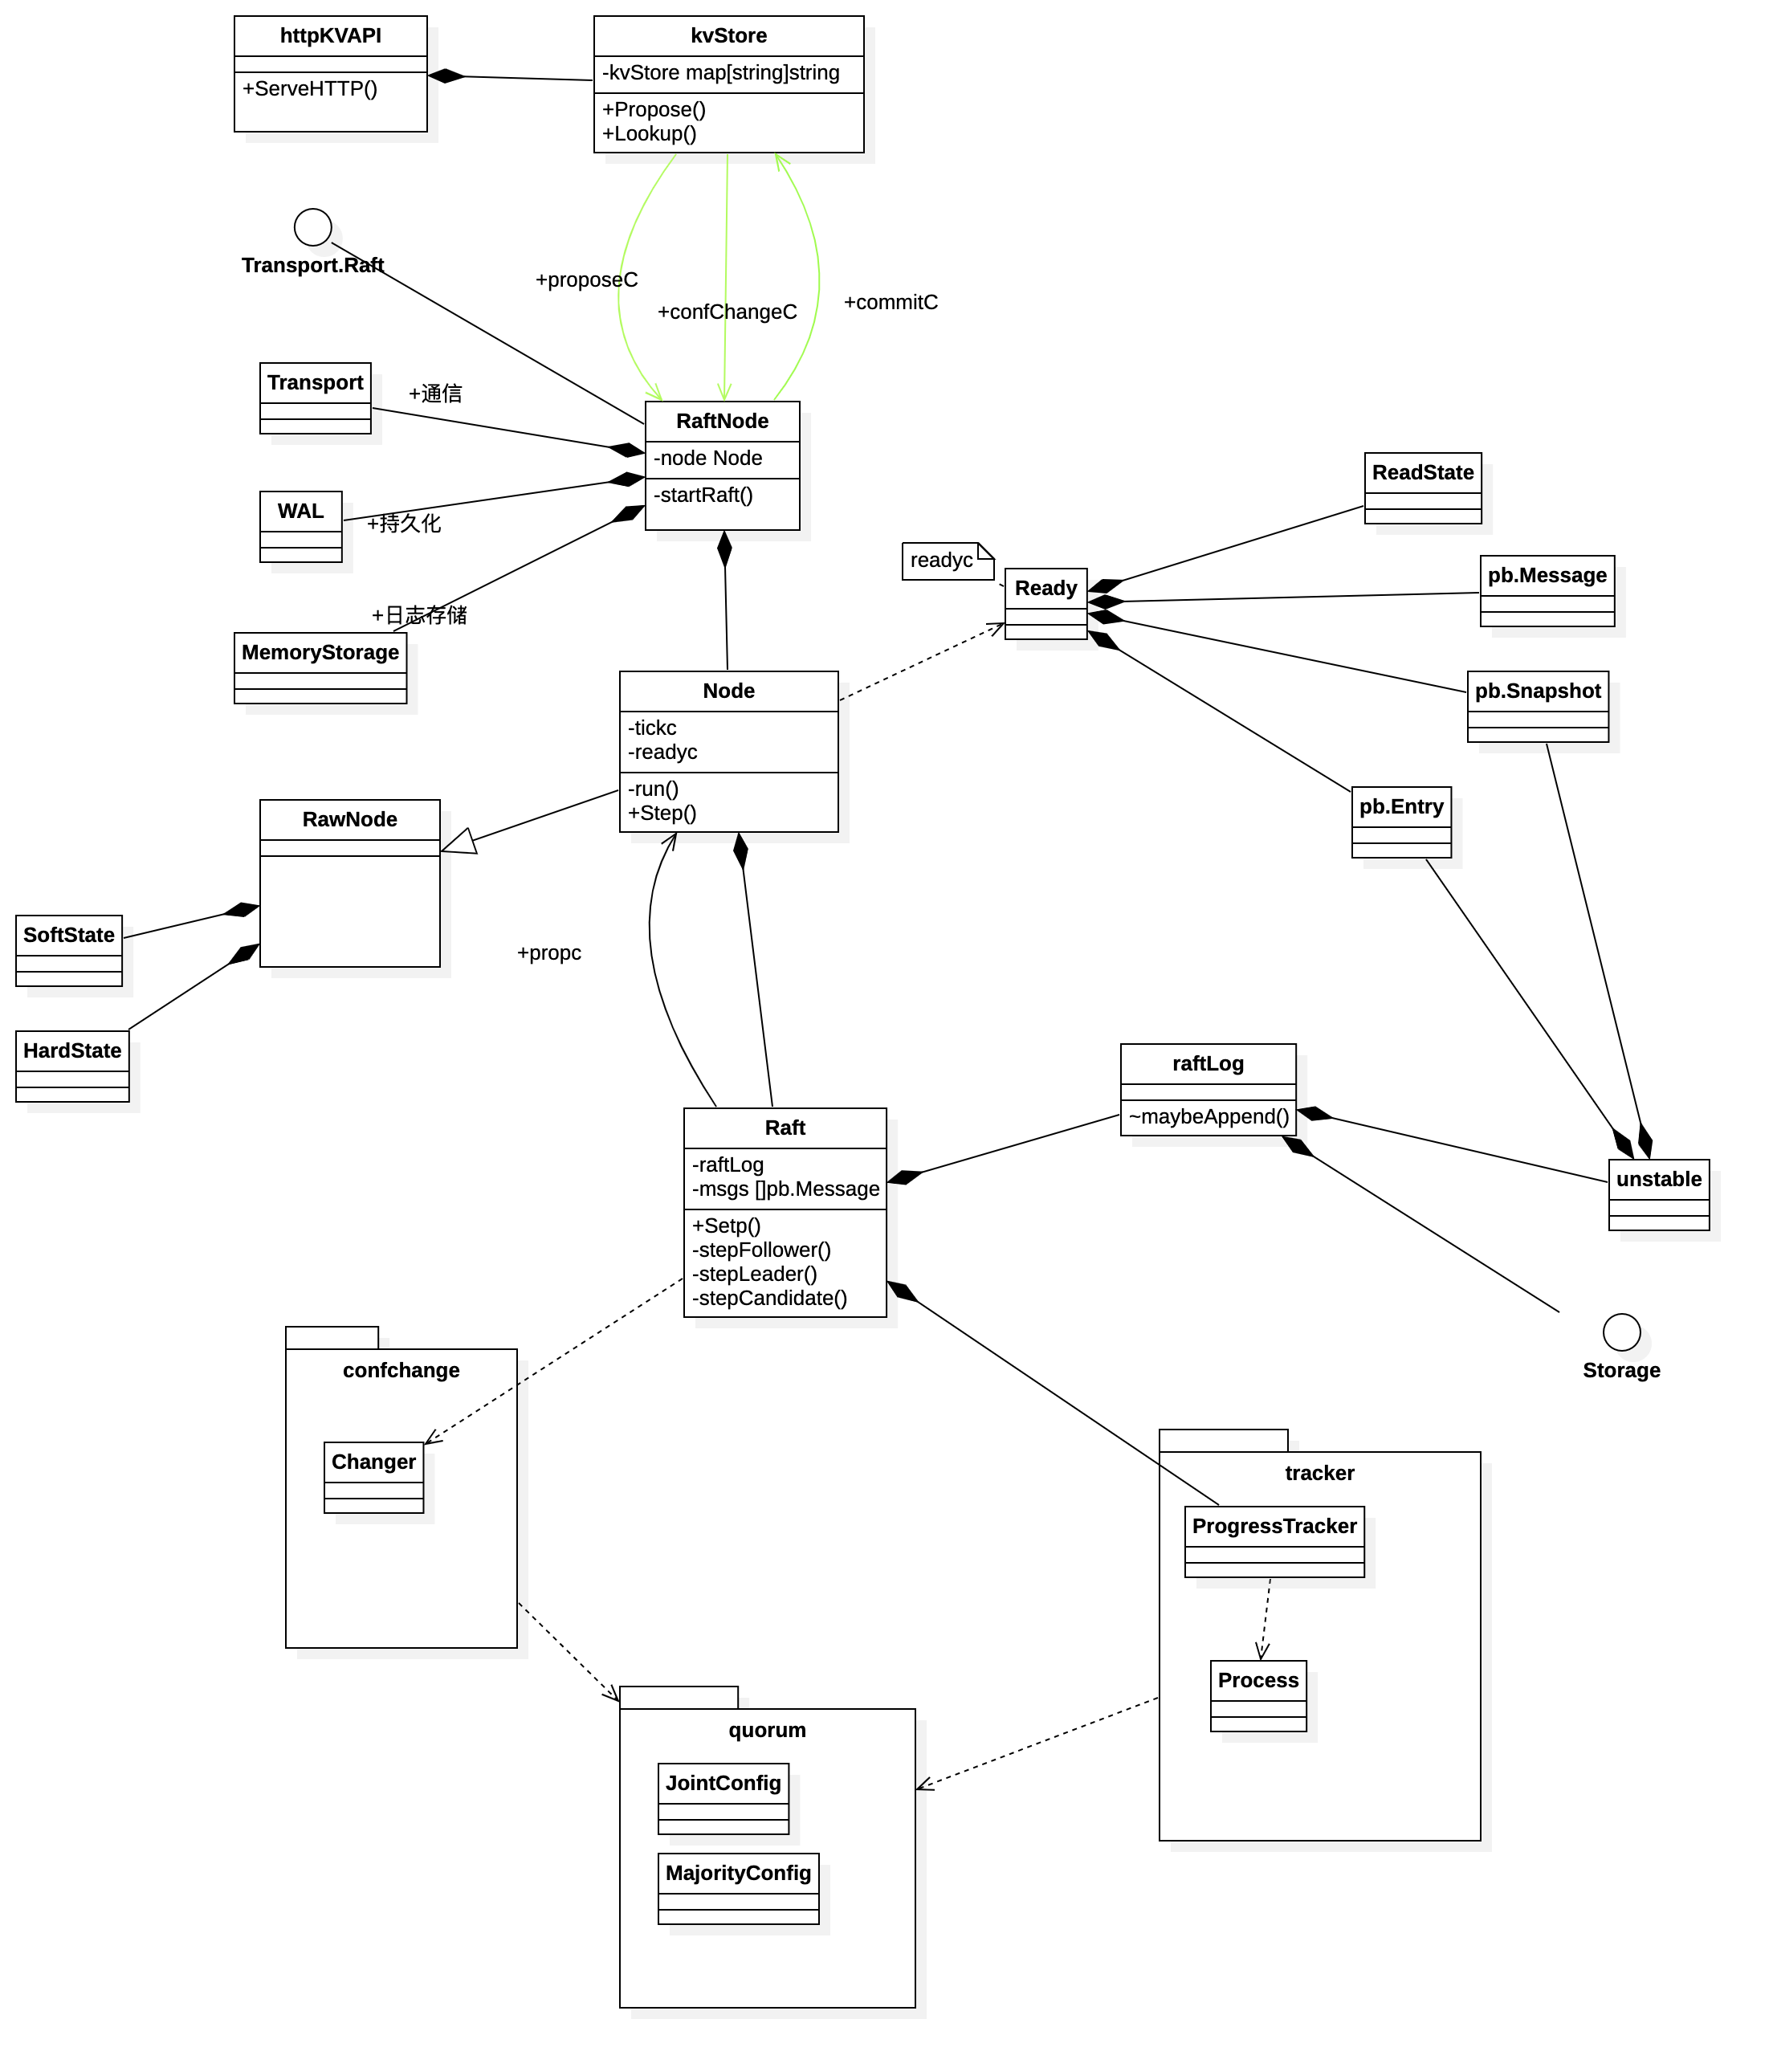 httpKVAPI
+ServeHTTP()
kvStore
-kvStore map[string]string
+Propose()
+Lookup()
Transport.Raft
+proposeC
+confChangeC
+commitC
Transport
+通信
RaftNode
-node Node
-startRaft()
WAL
+持久化
+日志存储
MemoryStorage
readyc
Ready
ReadState
pb.Message
pb.Snapshot
pb.Entry
Node
-tickc
-readyc
-run()
+Step()
RawNode
SoftState
HardState
+propc
raftLog
~maybeAppend()
unstable
Raft
-raftLog
-msgs []pb.Message
+Setp()
-stepFollower()
-stepLeader()
-stepCandidate()
Storage
confchange
Changer
tracker
ProgressTracker
Process
quorum
JointConfig
MajorityConfig